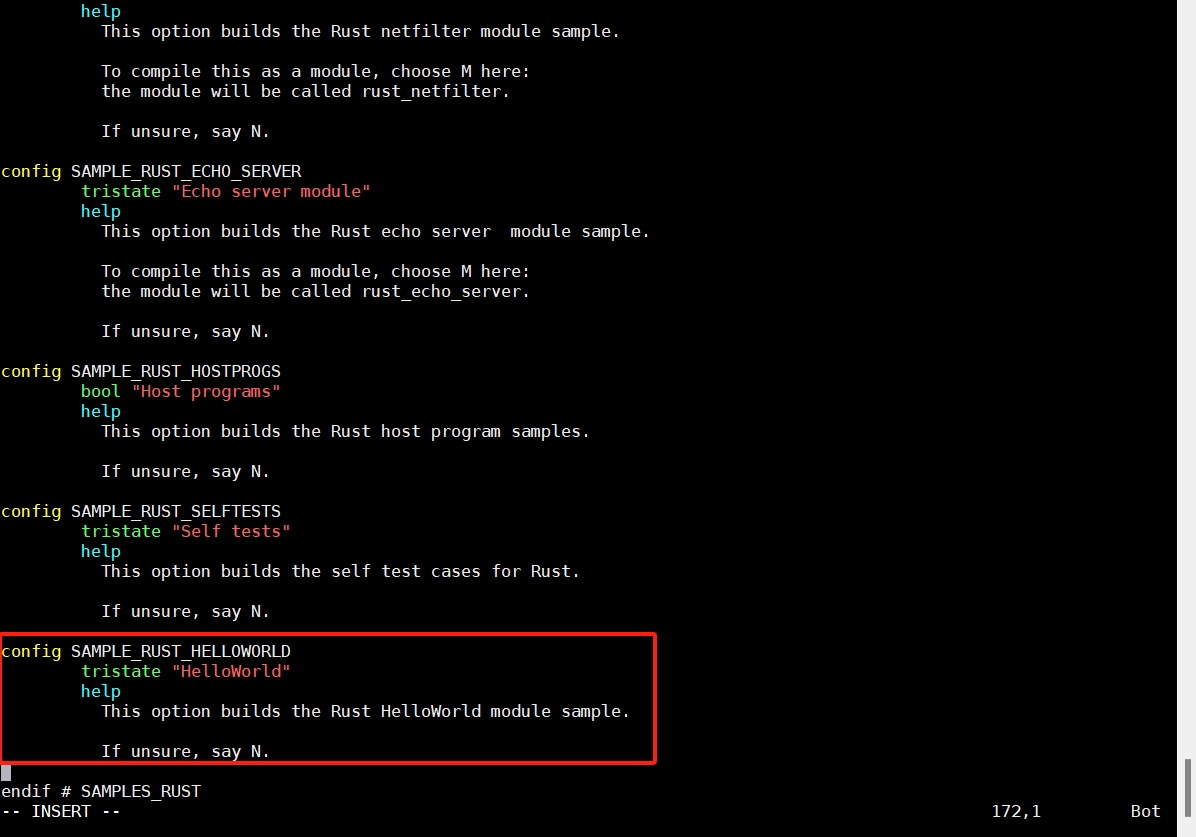 help
This option builds the Rust netfilter module sample.
To compile this as a module, choose M here:
the module will be called rust_netfilter.
If unsure, say N.
config SAMPLE_RUST_ECHO_SERVER
tristate "Echo server module"
help
This option builds the Rust echo server  module sample.
To compile this as a module, choose M here:
the module will be called rust_echo_server.
If unsure, say N.
config SAMPLE_RUST_HOSTPROGS
bool "Host programs"
help
This option builds the Rust host program samples.
If unsure, say N.
config SAMPLE_RUST_SELFTESTS
tristate "Self tests"
help
This option builds the self test cases for Rust.
If unsure, say N.
config SAMPLE_RUST_HELLOWORLD
tristate "HelloWorld"
help
This option builds the Rust HelloWorld module sample.
If unsure, say N.
endif # SAMPLES_RUST
-- INSERT -- 172,1 Bot